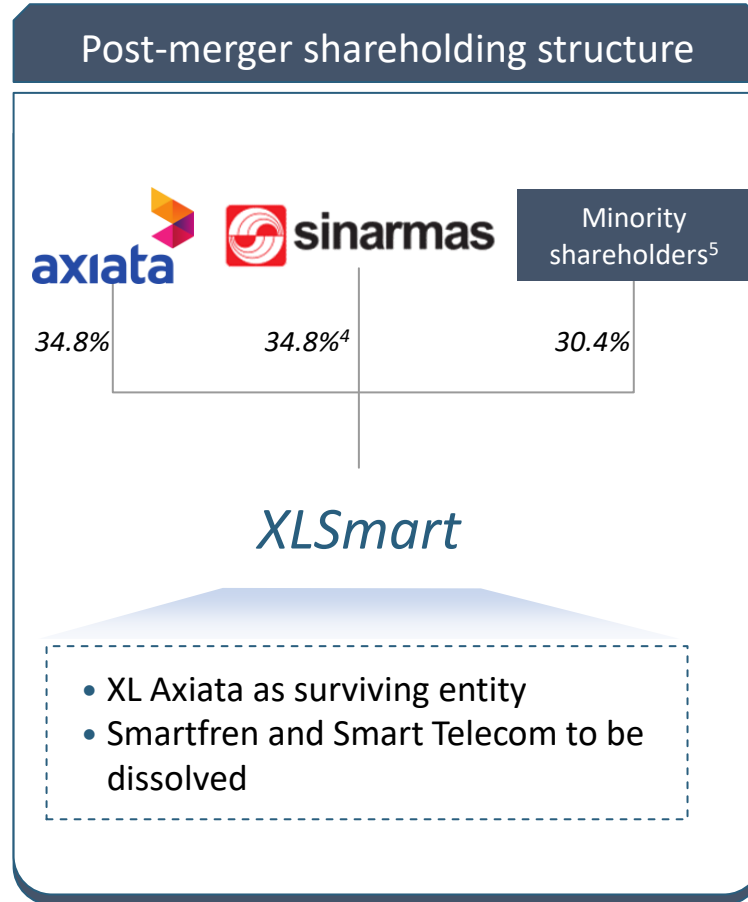 Post-merger shareholding structure
axiata
sinarmas
Minority
shareholders⁵
34.8%
34.8%⁴
30.4%
XLSmart
• XL Axiata as surviving entity
• Smartfren and Smart Telecom to be
dissolved